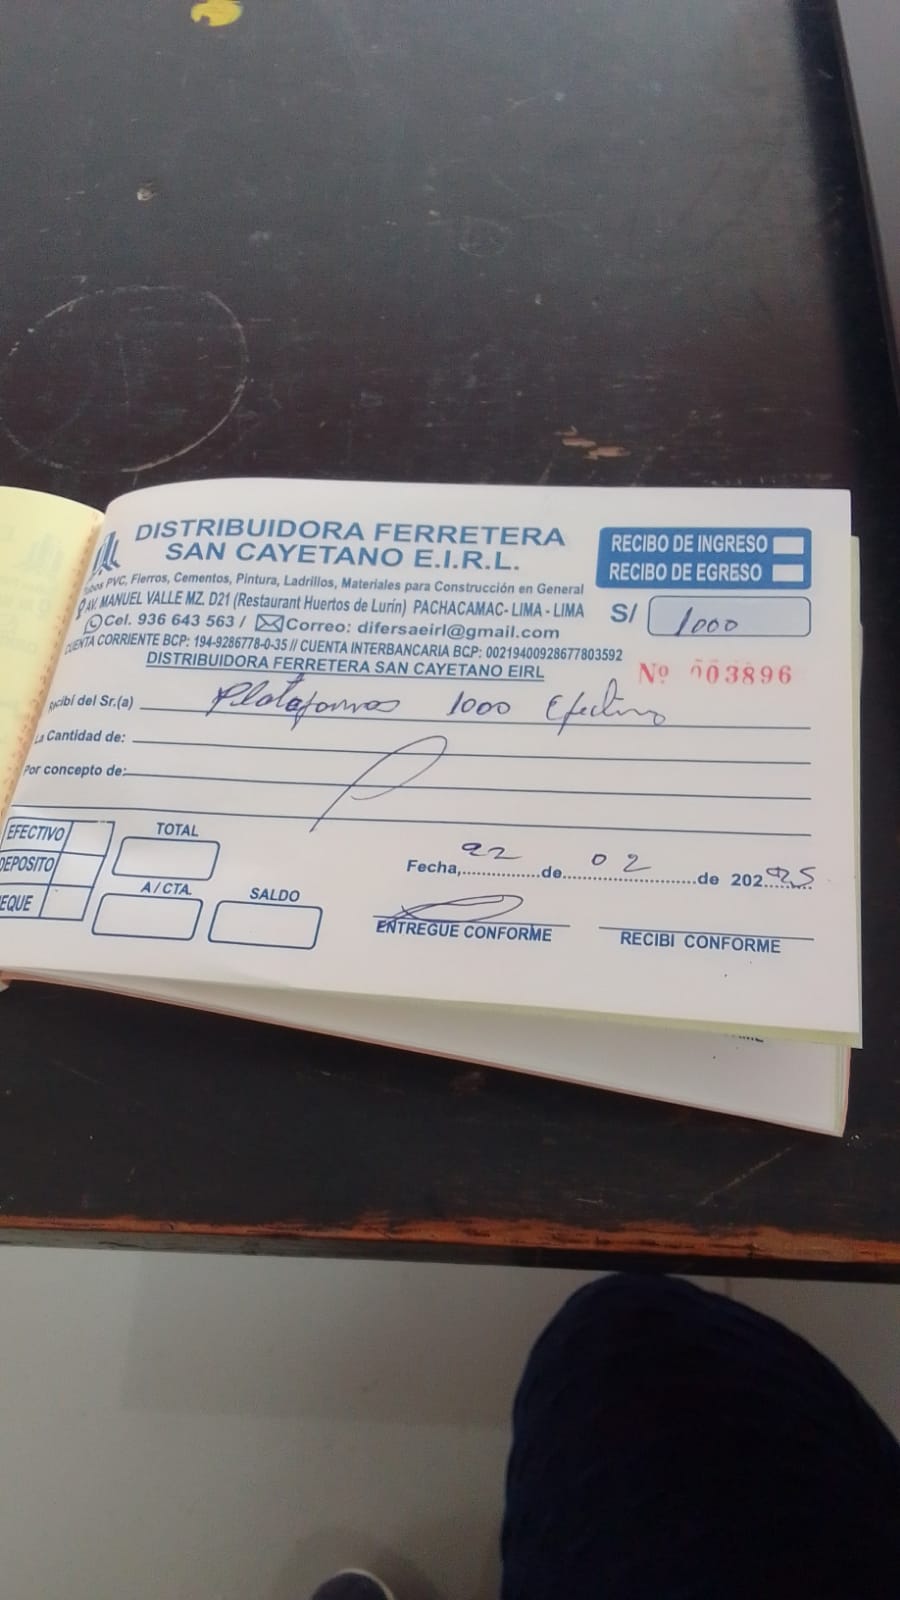 DISTRIBUIDORA FERRETERA
SAN CAYETANO E.I.R.L.
Tubos PVC, Fierros, Cementos, Pintura, Ladrillos, Materiales para Construcción en General
AV. MANUEL VALLE MZ. D21 (Restaurant Huertos de Lurín) PACHACAMAC- LIMA - LIMA
Cel. 936 643 563 / Correo: difersaeirl@gmail.com
CUENTA CORRIENTE BCP: 194-9286778-0-35 // CUENTA INTERBANCARIA BCP: 00219400928677803592
DISTRIBUIDORA FERRETERA SAN CAYETANO EIRL
RECIBO DE INGRESO
RECIBO DE EGRESO
S/ 1000
Nº 003896
Recibí del Sr.(a) Plataformas 1000 Efectivo
La Cantidad de:
Por concepto de:
EFECTIVO
DEPOSITO
EQUE
TOTAL
A / CTA.
SALDO
Fecha, 22 de 02 de 202 25
ENTREGUE CONFORME
RECIBI CONFORME